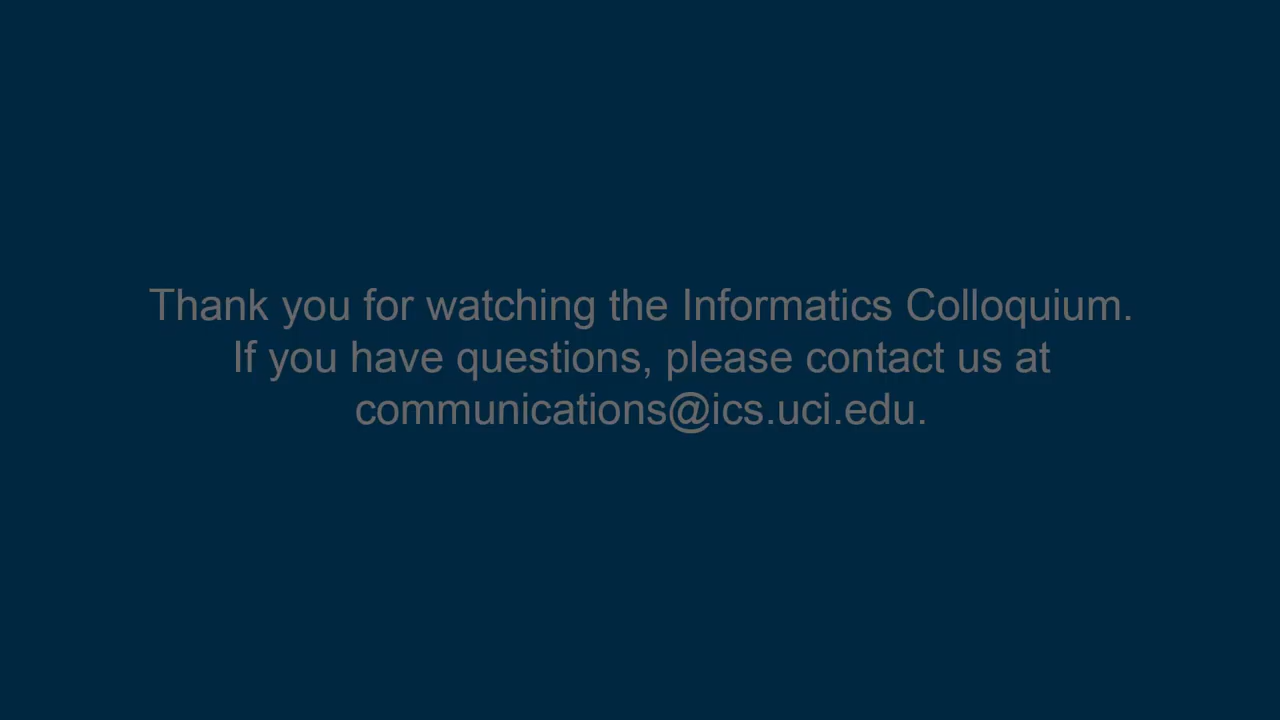 Thank you for watching the Informatics Colloquium.
If you have questions, please contact us at
communications@ics.uci.edu.